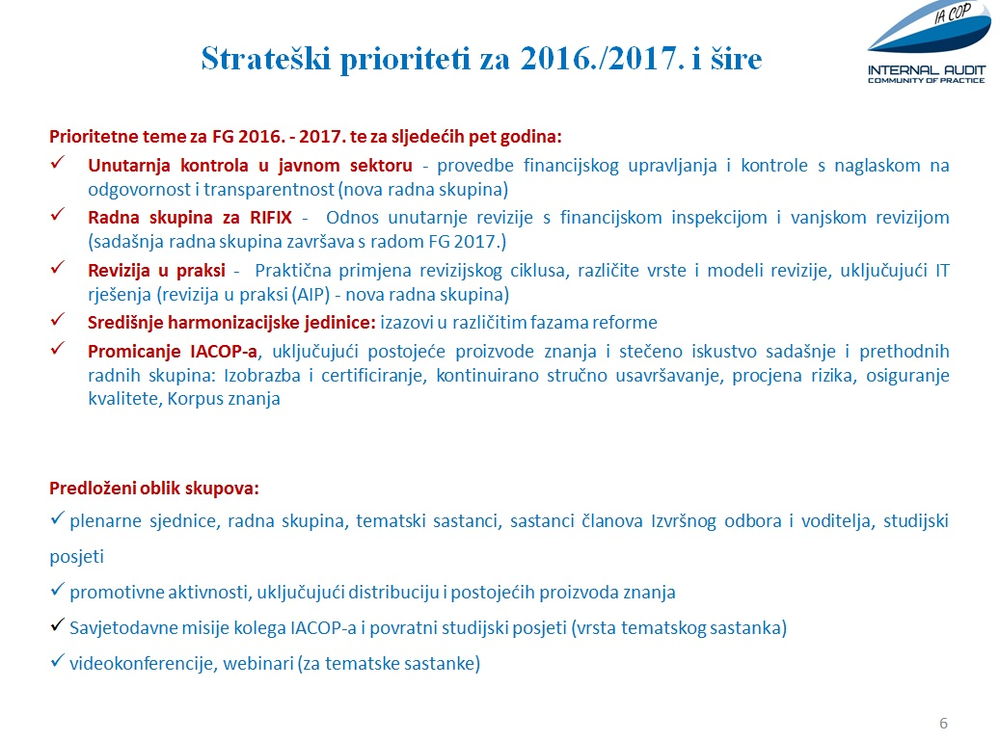 IA COP
INTERNAL AUDIT
COMMUNITY OF PRACTICE
Strateški prioriteti za 2016./2017. i šire
Prioritetne teme za FG 2016. - 2017. te za sljedećih pet godina:
✓ Unutarnja kontrola u javnom sektoru - provedbe financijskog upravljanja i kontrole s naglaskom na
odgovornost i transparentnost (nova radna skupina)
✓ Radna skupina za RIFIX - Odnos unutarnje revizije s financijskom inspekcijom i vanjskom revizijom
(sadašnja radna skupina završava s radom FG 2017.)
✓ Revizija u praksi - Praktična primjena revizijskog ciklusa, različite vrste i modeli revizije, uključujući IT
rješenja (revizija u praksi (AIP) - nova radna skupina)
✓ Središnje harmonizacijske jedinice: izazovi u različitim fazama reforme
✓ Promicanje IACOP-a, uključujući postojeće proizvode znanja i stečeno iskustvo sadašnje i prethodnih
radnih skupina: Izobrazba i certificiranje, kontinuirano stručno usavršavanje, procjena rizika, osiguranje
kvalitete, Korpus znanja
Predloženi oblik skupova:
✓ plenarne sjednice, radna skupina, tematski sastanci, sastanci članova Izvršnog odbora i voditelja, studijski
posjeti
✓ promotivne aktivnosti, uključujući distribuciju i postojećih proizvoda znanja
✓ Savjetodavne misije kolega IACOP-a i povratni studijski posjeti (vrsta tematskog sastanka)
✓ videokonferencije, webinari (za tematske sastanke)
6